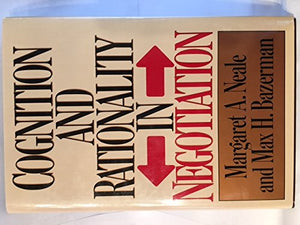 COGNITION
AND
RATIONALITY
IN
NEGOTIATION
Margaret A. Neale
and Max H. Bazerman